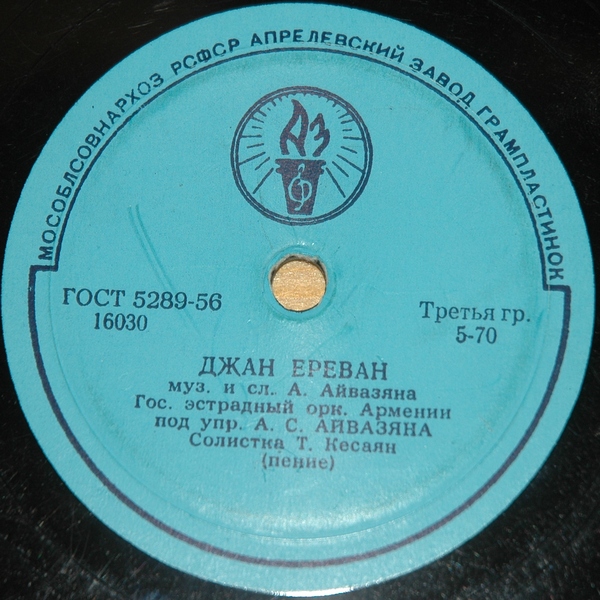 МОСОБЛСОВНАРХОЗ РСФСР АПРЕЛЕВСКИЙ ЗАВОД ГРАМПЛАСТИНОК
АЗ
ГОСТ 5289-56
16030
Третья гр.
5-70
ДЖАН ЕРЕВАН
муз. и сл. А. Айвазяна
Гос. эстрадный орк. Армении
под упр. А. С. АЙВАЗЯНА
Солистка Т. Кесаян
(пение)